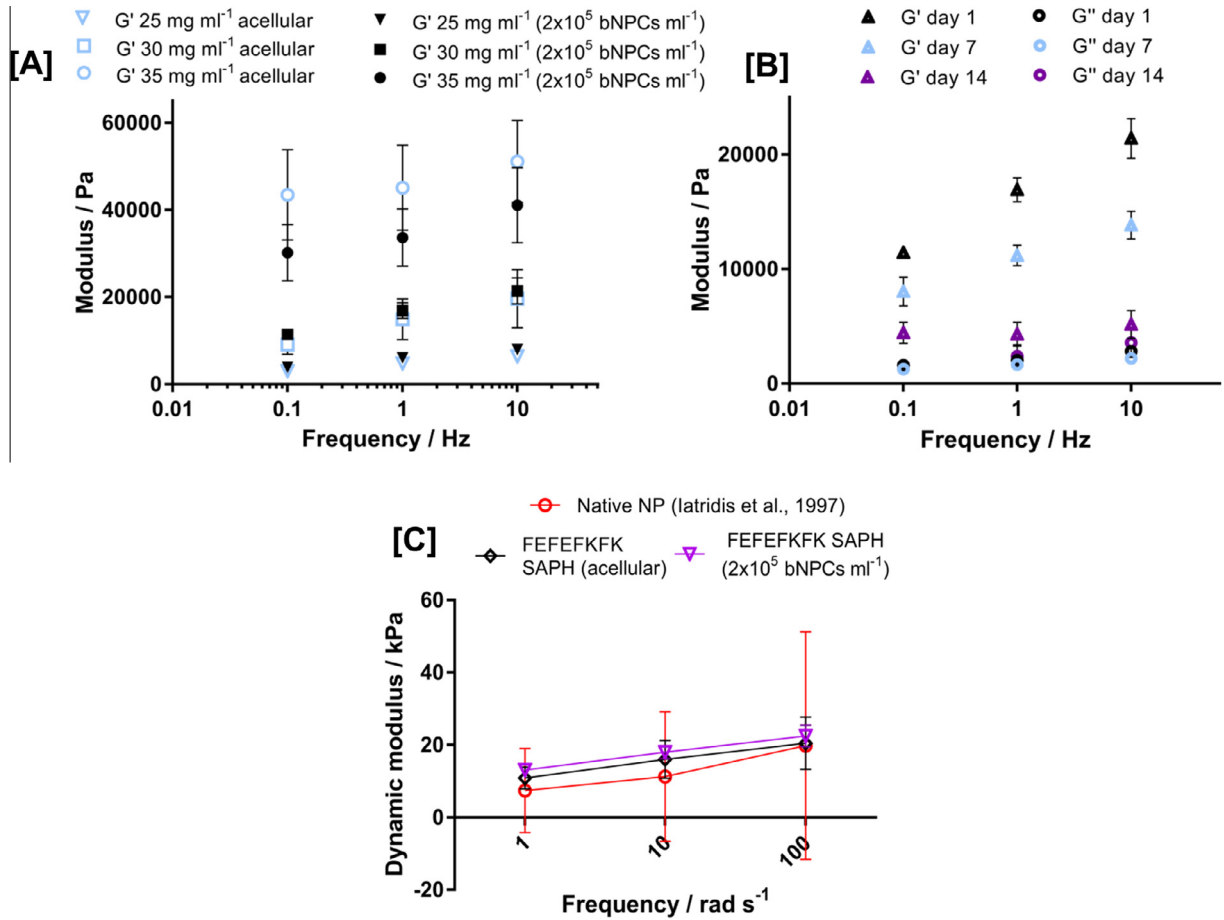 [A]
G' 25 mg ml⁻¹ acellular
G' 30 mg ml⁻¹ acellular
G' 35 mg ml⁻¹ acellular
G' 25 mg ml⁻¹ (2x10⁵ bNPCs ml⁻¹)
G' 30 mg ml⁻¹ (2x10⁵ bNPCs ml⁻¹)
G' 35 mg ml⁻¹ (2x10⁵ bNPCs ml⁻¹)
60000
40000
20000
0
Modulus / Pa
0.01 0.1 1 10
Frequency / Hz
[B]
G' day 1
G' day 7
G' day 14
G'' day 1
G'' day 7
G'' day 14
20000
10000
0
Modulus / Pa
0.01 0.1 1 10
Frequency / Hz
[C]
Native NP (Iatridis et al., 1997)
FEFEFKFK
SAPH (acellular)
FEFEFKFK SAPH
(2x10⁵ bNPCs ml⁻¹)
60
40
20
0
-20
Dynamic modulus / kPa
1 10 100
Frequency / rad s⁻¹